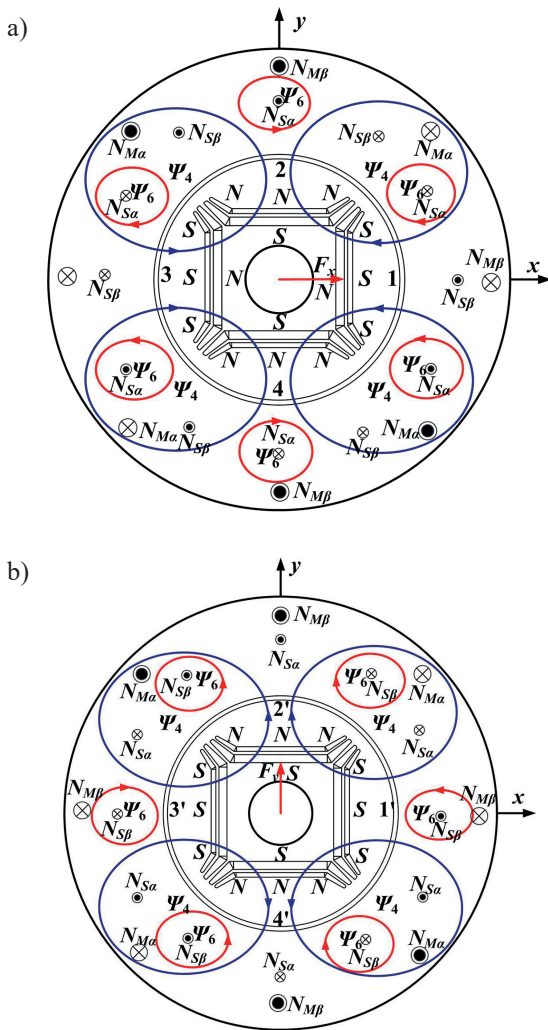 a)
y
N_Mβ
Ψ6
N_Sα
N_Mα N_Sβ N_Sβ N_Mα
Ψ4 2 Ψ4
Ψ6 N N N Ψ6
N_Sα N_Sα
S S S
F_x N_Mβ x
3 S N N S 1
N_Sβ N_Sβ
S S S
S S
N N N
Ψ6 Ψ6
N_Sα Ψ4 4 Ψ4 N_Sα
N_Mα N_Sβ N_Sα N_Sβ N_Mα
Ψ6
N_Mβ
b)
y
N_Mβ
N_Sα
N_Mα N_Sβ Ψ6 Ψ6 N_Sβ N_Mα
2'
Ψ4 N N N Ψ4
N_Sα N_Sα
S S
S F_y S S
N_Mβ N_Mβ x
Ψ6 3' S S 1' Ψ6
N_Sβ N_Sβ
S S S
S S
N N N
N_Sα Ψ4 4' Ψ4 N_Sα
Ψ6 Ψ6
N_Mα N_Sβ N_Sβ N_Mα
N_Sα
N_Mβ